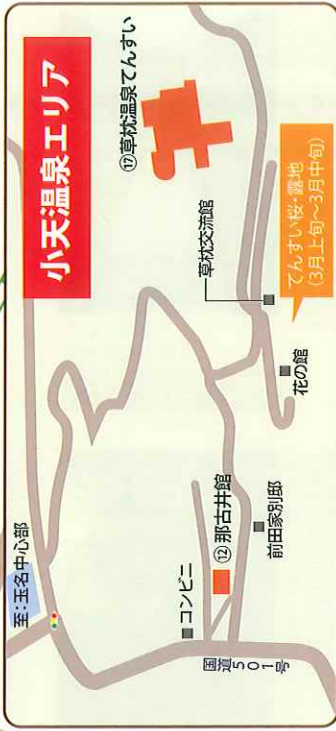 小天温泉エリア
⑰草枕温泉てんすい
草枕交流館
てんすい桜・露地
(3月上旬～3月中旬)
花の館
至:玉名中心部
コンビニ
⑫那古井館
前田家別邸
国道501号